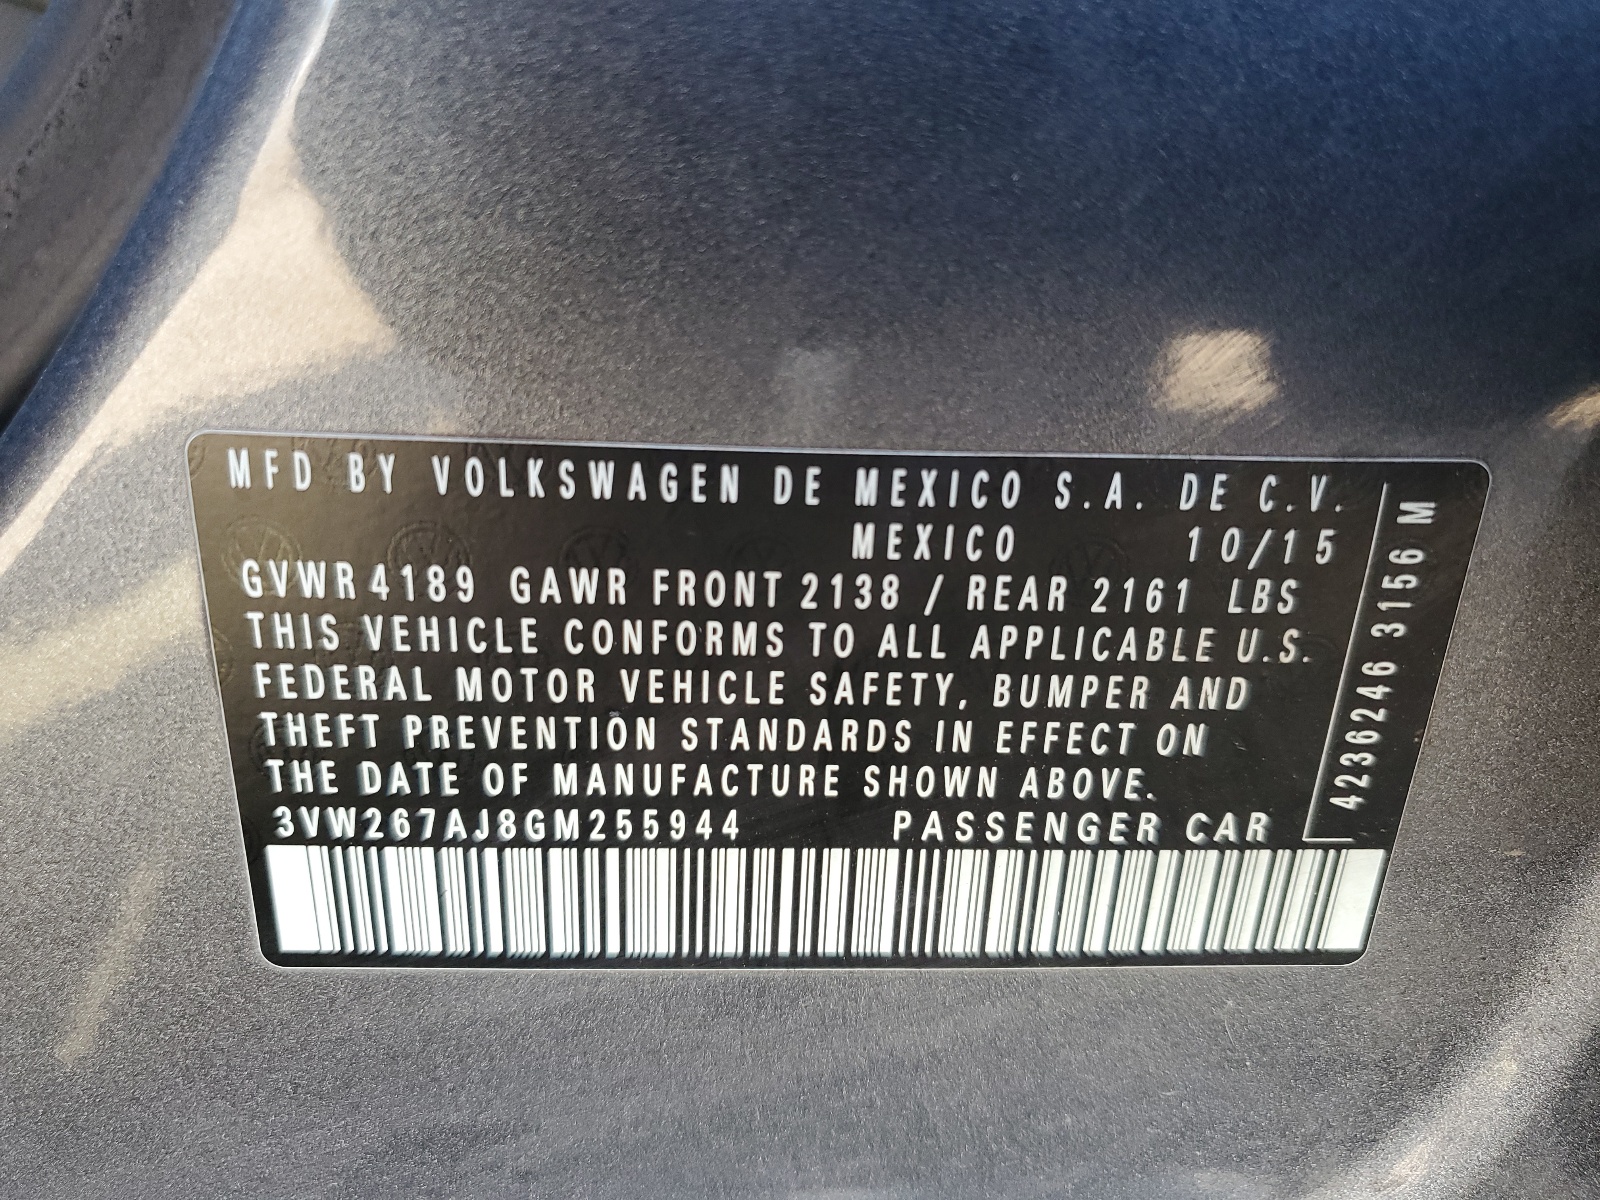 MFD BY VOLKSWAGEN DE MEXICO S.A. DE C.V.
MEXICO 10/15
GVWR 4189 GAWR FRONT 2138 / REAR 2161 LBS
THIS VEHICLE CONFORMS TO ALL APPLICABLE U.S.
FEDERAL MOTOR VEHICLE SAFETY, BUMPER AND
THEFT PREVENTION STANDARDS IN EFFECT ON
THE DATE OF MANUFACTURE SHOWN ABOVE.
3VW267AJ8GM255944 PASSENGER CAR
4236246 3156 M